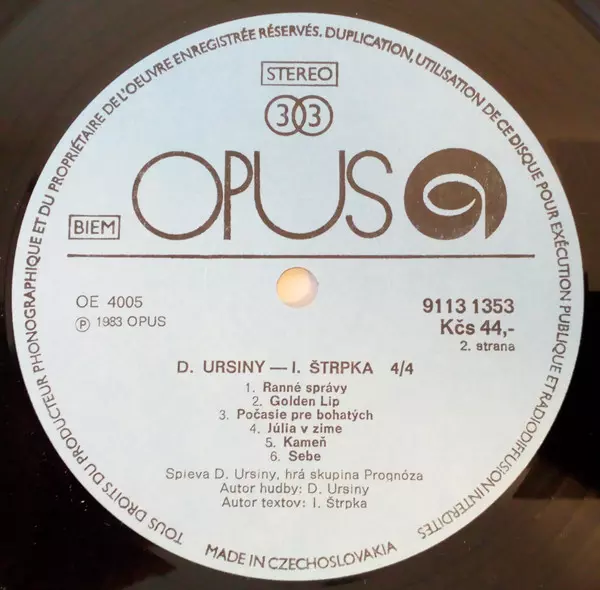 TOUS DROITS DU PRODUCTEUR PHONOGRAPHIQUE ET DU PROPRIÉTAIRE DE L'OEUVRE ENREGISTRÉE RÉSERVÉS. DUPLICATION, UTILISATION DE CE DISQUE POUR EXÉCUTION PUBLIQUE ET RADIODIFFUSION INTERDITES
STEREO
33
OPUS
BIEM
OE 4005
9113 1353
Ⓟ 1983 OPUS
Kčs 44,-
2. strana
D. URSINY — I. ŠTRPKA 4/4
1. Ranné správy
2. Golden Lip
3. Počasie pre bohatých
4. Júlia v zime
5. Kameň
6. Sebe
Spieva D. Ursiny, hrá skupina Prognóza
Autor hudby: D. Ursiny
Autor textov: I. Štrpka
MADE IN CZECHOSLOVAKIA